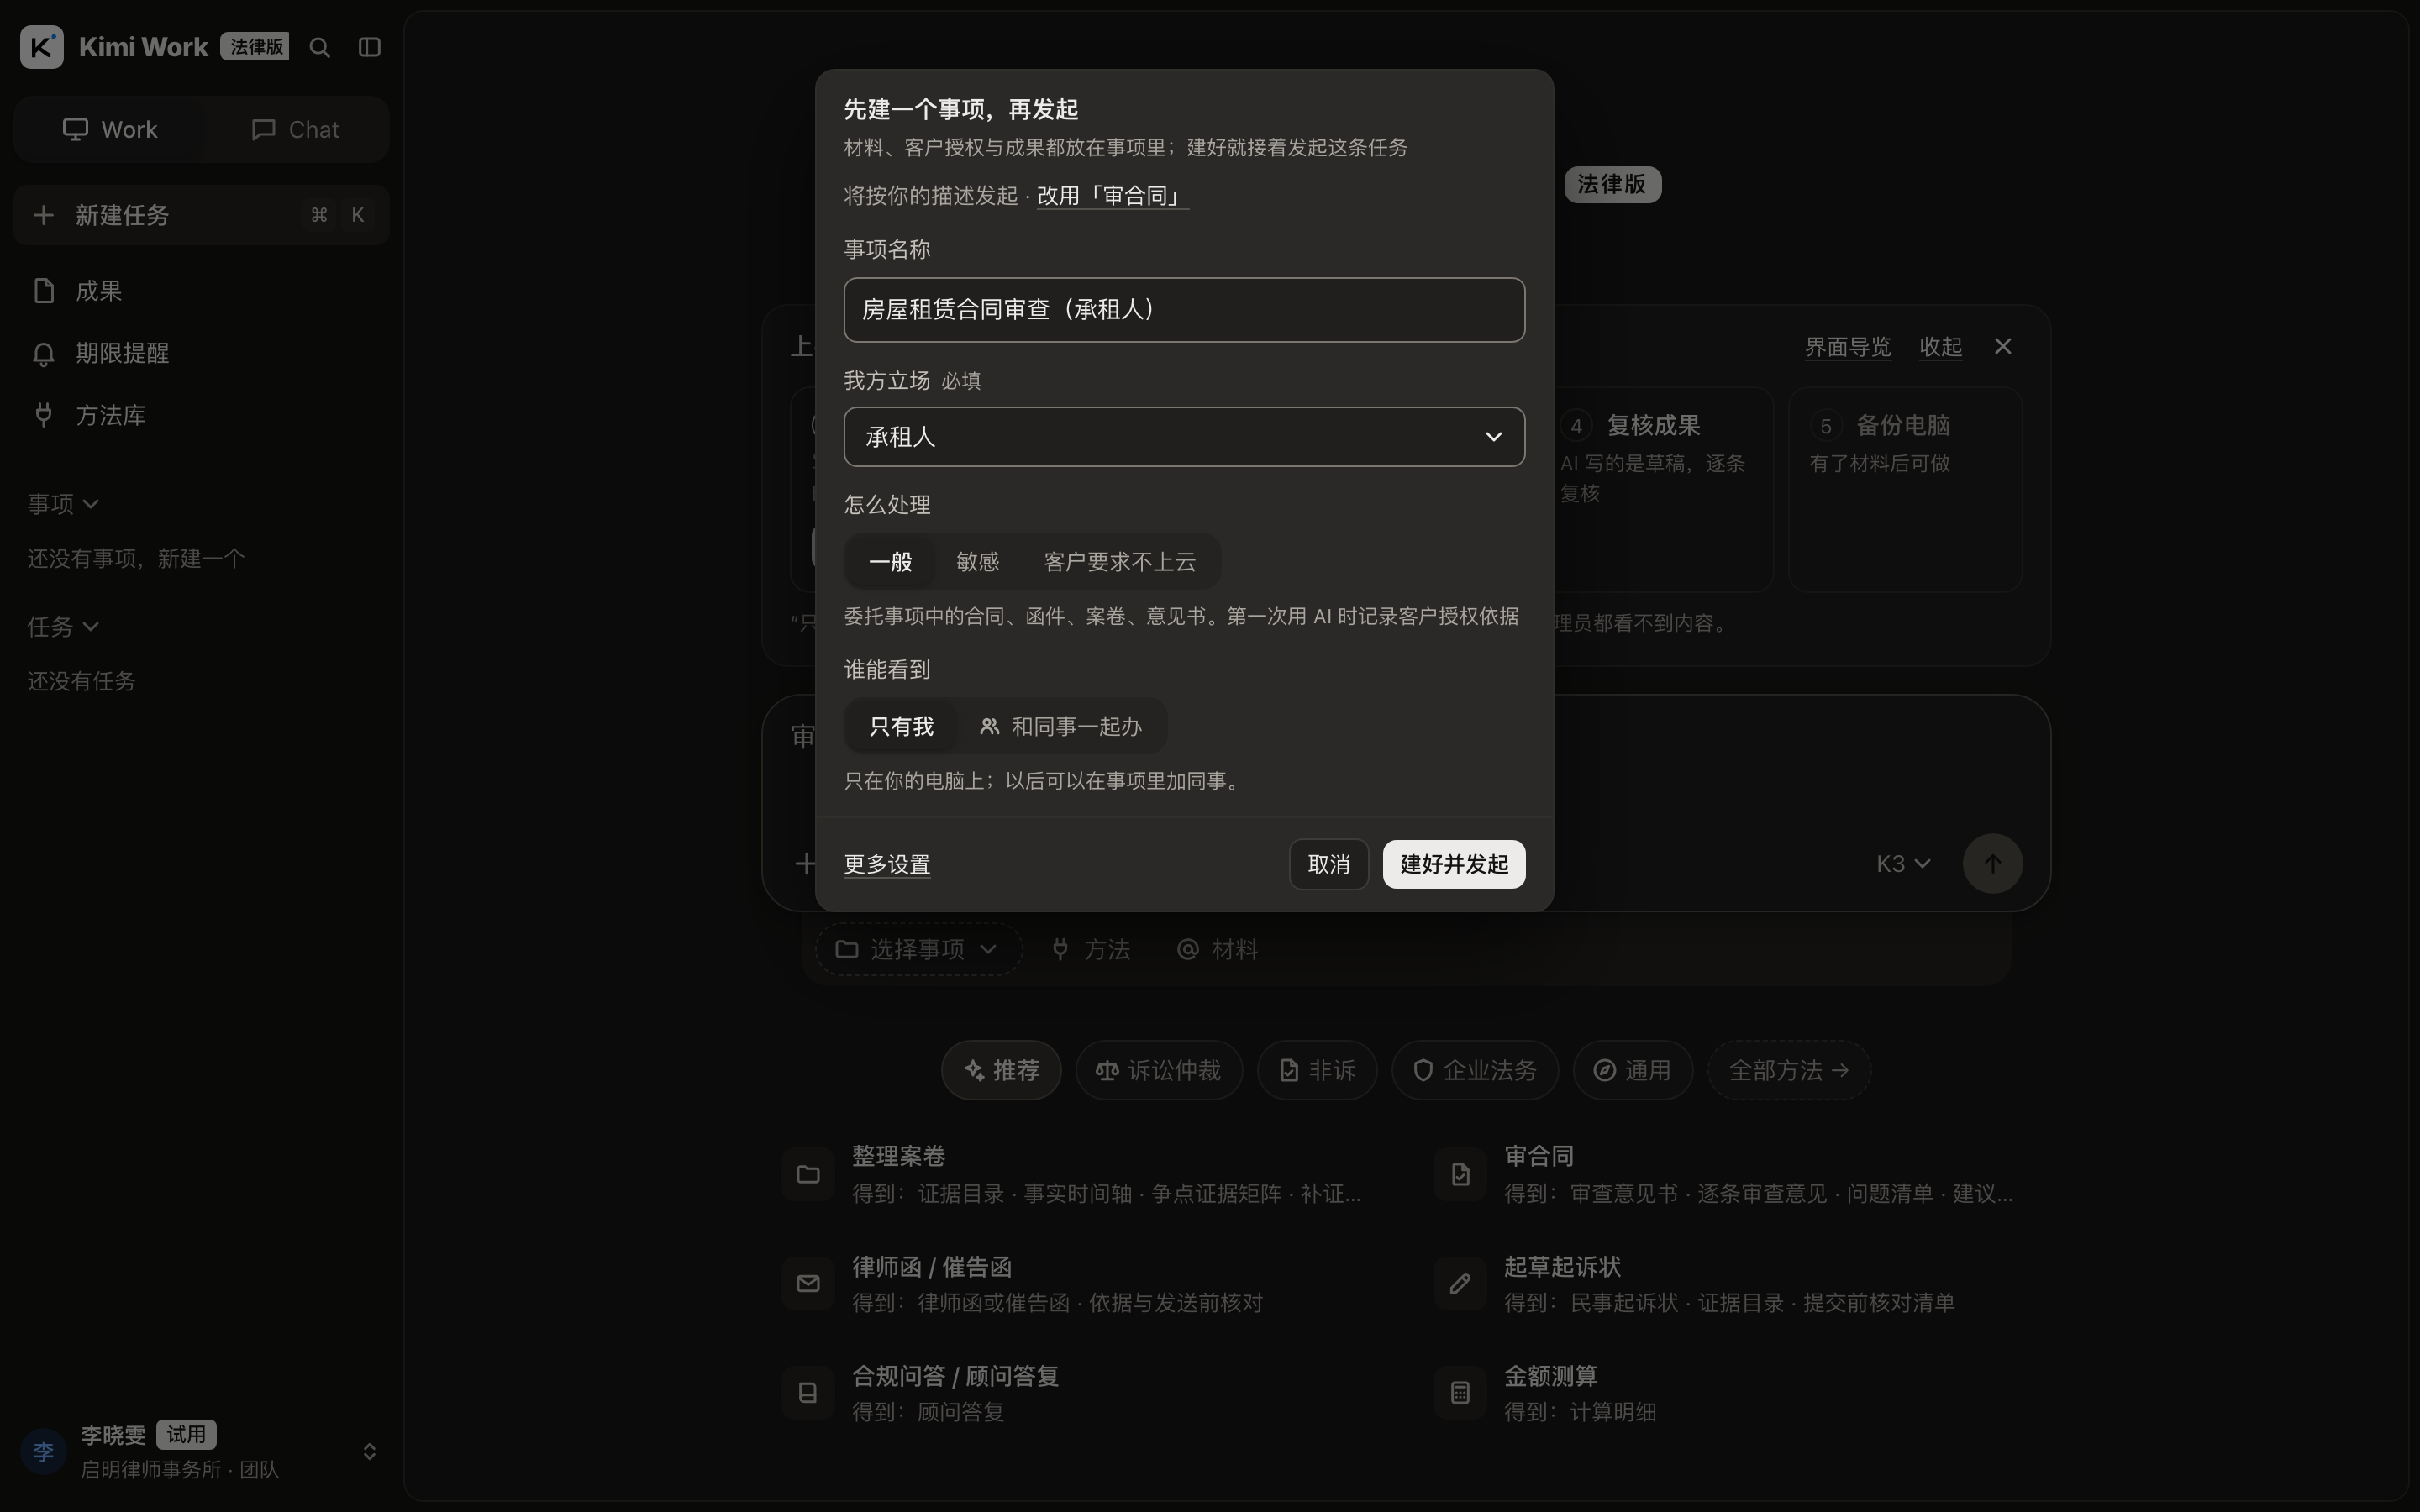 Kimi Work 法律版
Work
Chat
新建任务 ⌘ K
成果
期限提醒
方法库
事项
还没有事项，新建一个
任务
还没有任务
李
李晓雯 试用
启明律师事务所 · 团队
法律版
上
界面导览 收起
4 复核成果
AI 写的是草稿，逐条
复核
5 备份电脑
有了材料后可做
“只
理员都看不到内容。
先建一个事项，再发起
材料、客户授权与成果都放在事项里；建好就接着发起这条任务
将按你的描述发起 · 改用「审合同」
事项名称
房屋租赁合同审查（承租人）
我方立场 必填
承租人
怎么处理
一般 敏感 客户要求不上云
委托事项中的合同、函件、案卷、意见书。第一次用 AI 时记录客户授权依据
谁能看到
只有我 和同事一起办
只在你的电脑上；以后可以在事项里加同事。
更多设置 取消 建好并发起
审
K3
选择事项 方法 材料
推荐 诉讼仲裁 非诉 企业法务 通用 全部方法 →
整理案卷
得到：证据目录 · 事实时间轴 · 争点证据矩阵 · 补证...
审合同
得到：审查意见书 · 逐条审查意见 · 问题清单 · 建议...
律师函 / 催告函
得到：律师函或催告函 · 依据与发送前核对
起草起诉状
得到：民事起诉状 · 证据目录 · 提交前核对清单
合规问答 / 顾问答复
得到：顾问答复
金额测算
得到：计算明细